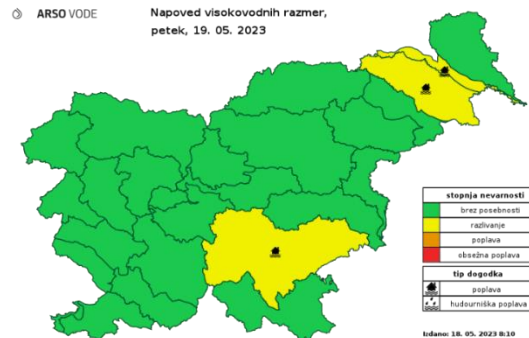 ARSO VODE
Napoved visokovodnih razmer,
petek, 19. 05. 2023
stopnja nevarnosti
brez posebnosti
razlivanje
poplava
obsežna poplava
tip dogodka
poplava
hudourniška poplava
Izdano: 18. 05. 2023 8:10